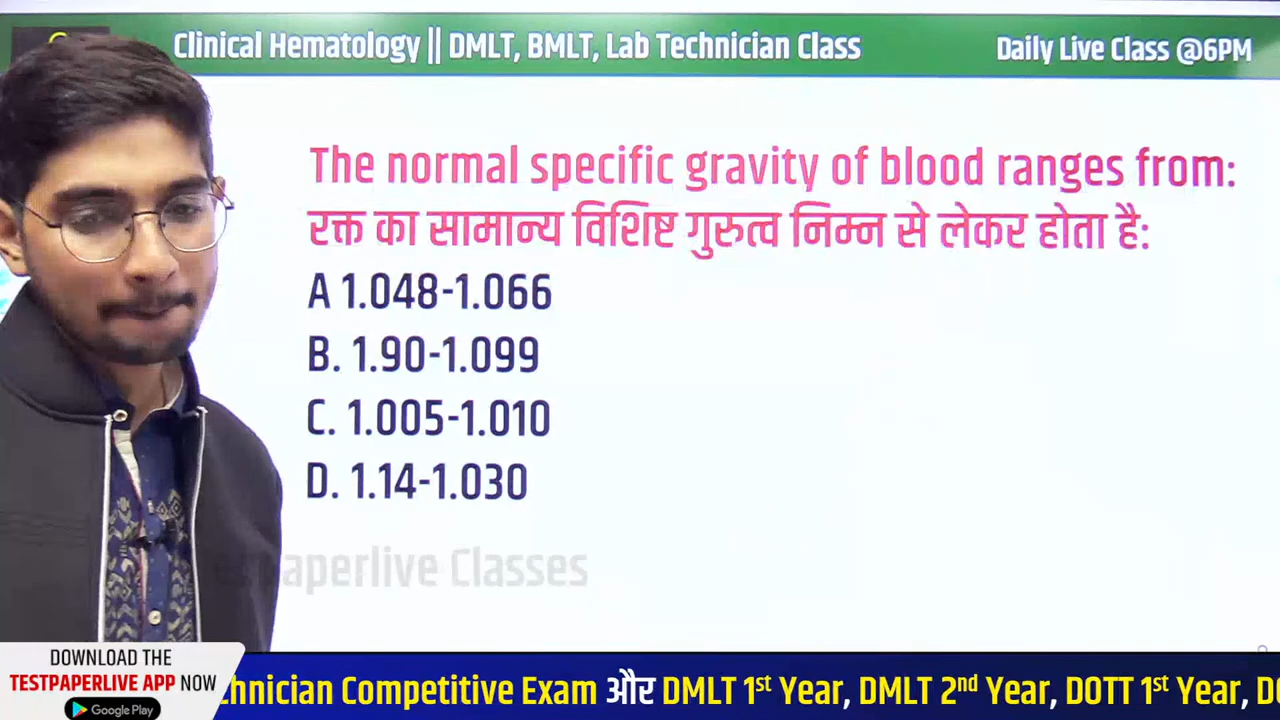 Clinical Hematology || DMLT, BMLT, Lab Technician Class
Daily Live Class @6PM
The normal specific gravity of blood ranges from:
रक्त का सामान्य विशिष्ट गुरुत्व निम्न से लेकर होता है:
A 1.048-1.066
B. 1.90-1.099
C. 1.005-1.010
D. 1.14-1.030
paperlive Classes
DOWNLOAD THE
TESTPAPERLIVE APP NOW
Google Play
chnician Competitive Exam और DMLT 1st Year, DMLT 2nd Year, DOTT 1st Year,